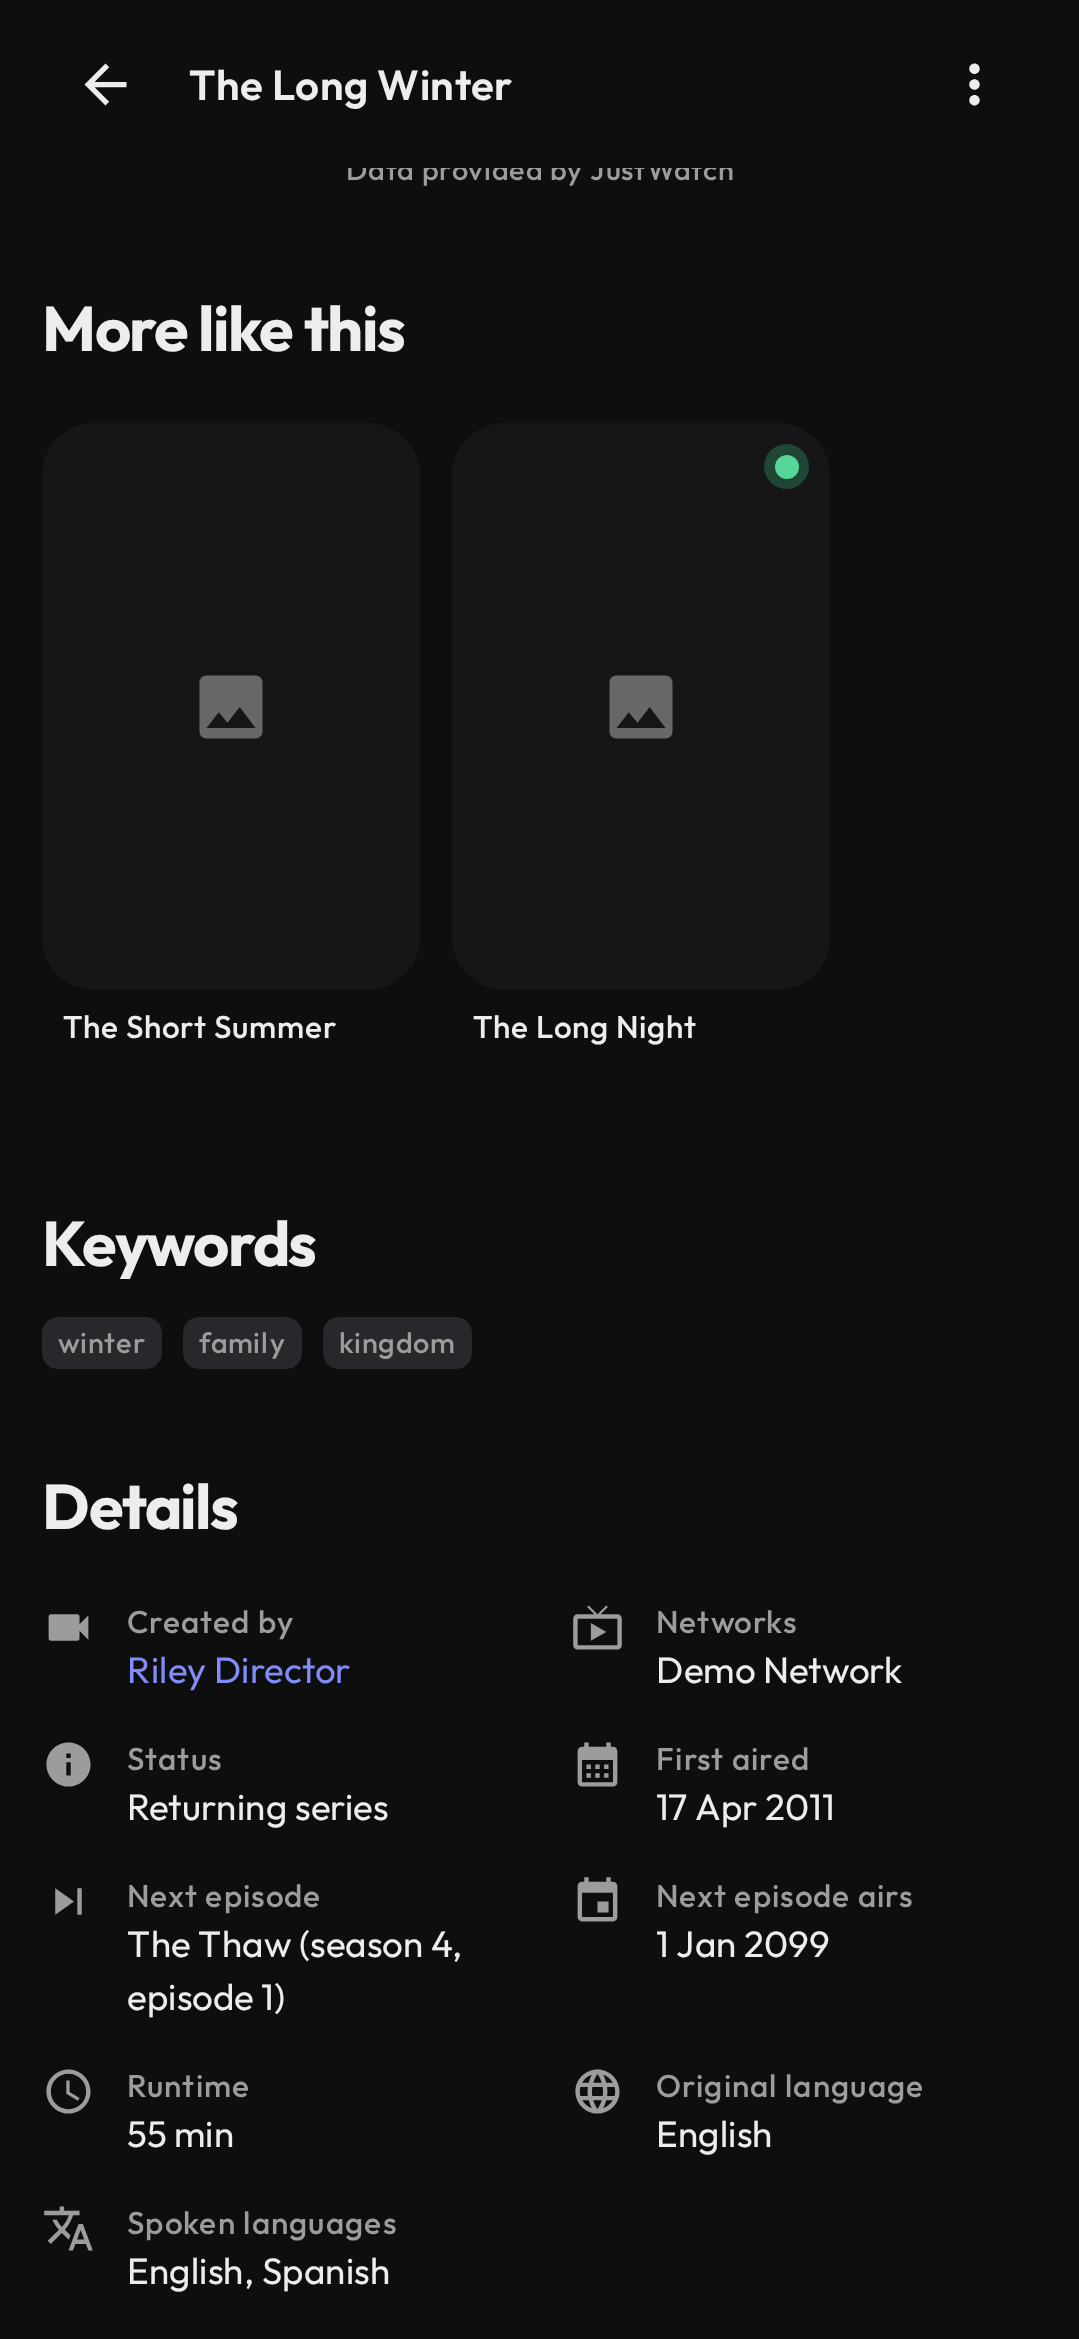 The Long Winter
Data provided by JustWatch
More like this
The Short Summer
The Long Night
Keywords
winter
family
kingdom
Details
Created by
Riley Director
Networks
Demo Network
Status
Returning series
First aired
17 Apr 2011
Next episode
The Thaw (season 4,
episode 1)
Next episode airs
1 Jan 2099
Runtime
55 min
Original language
English
Spoken languages
English, Spanish